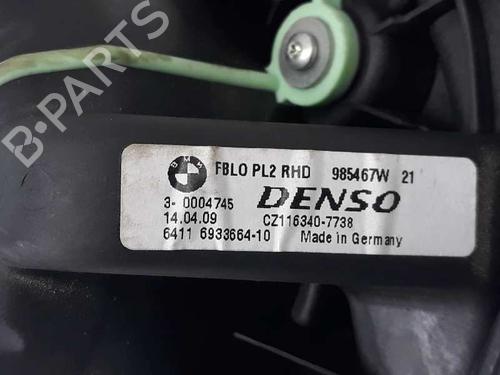 B-PARTS
BMW
FBLO PL2 RHD 985467W 21
3- 0004745 DENSO
14.04.09 CZ116340-7738
6411 6933664-10 Made in Germany